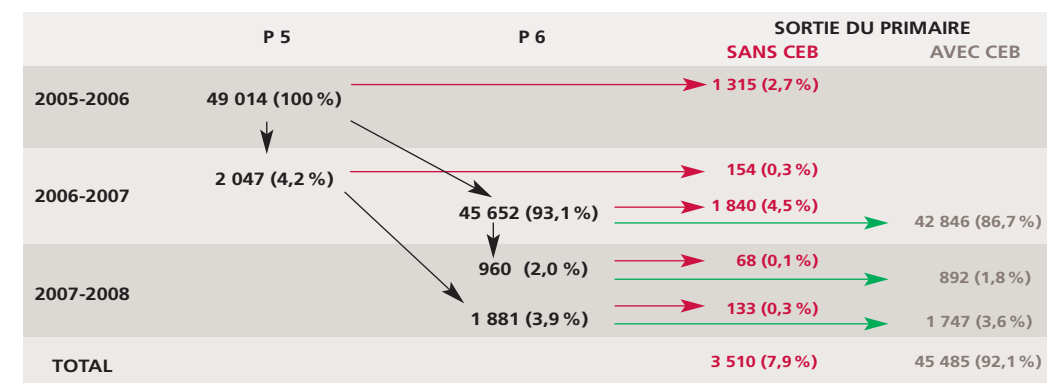 P 5 P 6 SORTIE DU PRIMAIRE
SANS CEB AVEC CEB
2005-2006 49 014 (100 %) 1 315 (2,7 %)
2006-2007 2 047 (4,2 %) 154 (0,3 %)
45 652 (93,1 %) 1 840 (4,5 %) 42 846 (86,7 %)
2007-2008 960 (2,0 %) 68 (0,1 %) 892 (1,8 %)
1 881 (3,9 %) 133 (0,3 %) 1 747 (3,6 %)
TOTAL 3 510 (7,9 %) 45 485 (92,1 %)